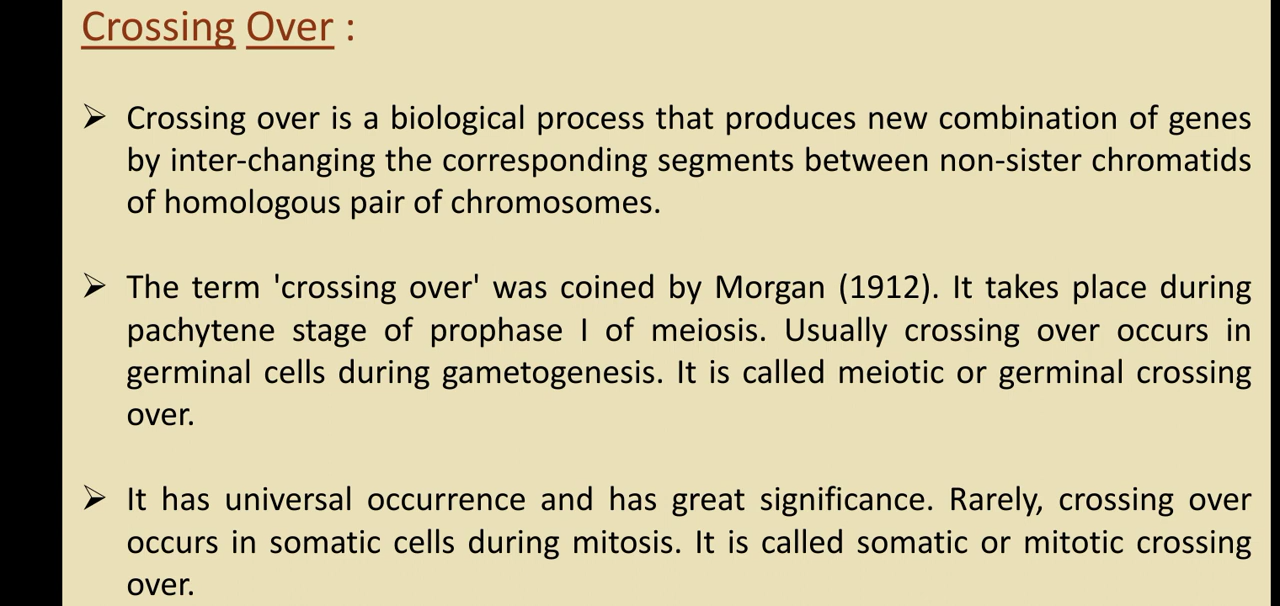 Crossing Over :
➢ Crossing over is a biological process that produces new combination of genes
by inter-changing the corresponding segments between non-sister chromatids
of homologous pair of chromosomes.
➢ The term 'crossing over' was coined by Morgan (1912). It takes place during
pachytene stage of prophase I of meiosis. Usually crossing over occurs in
germinal cells during gametogenesis. It is called meiotic or germinal crossing
over.
➢ It has universal occurrence and has great significance. Rarely, crossing over
occurs in somatic cells during mitosis. It is called somatic or mitotic crossing
over.